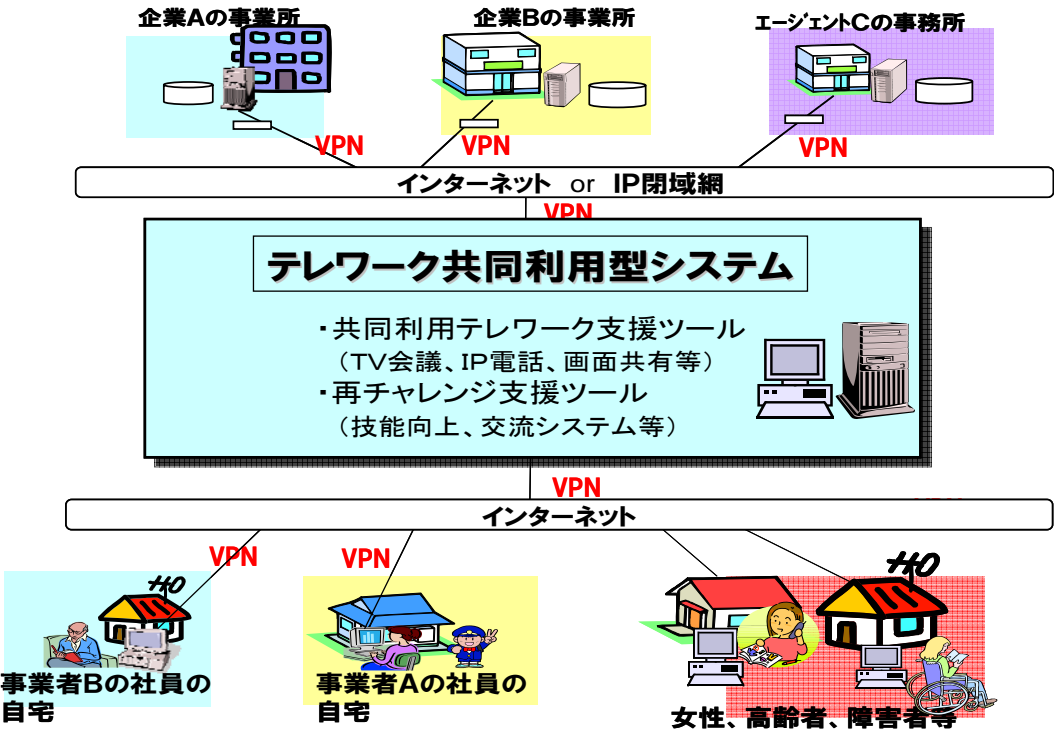 企業Aの事業所
企業Bの事業所
エージェントCの事務所
VPN
VPN
VPN
インターネット or IP閉域網
VPN
テレワーク共同利用型システム
・共同利用テレワーク支援ツール
（TV会議、IP電話、画面共有等）
・再チャレンジ支援ツール
（技能向上、交流システム等）
VPN
インターネット
VPN
VPN
事業者Bの社員の
自宅
事業者Aの社員の
自宅
女性、高齢者、障害者等